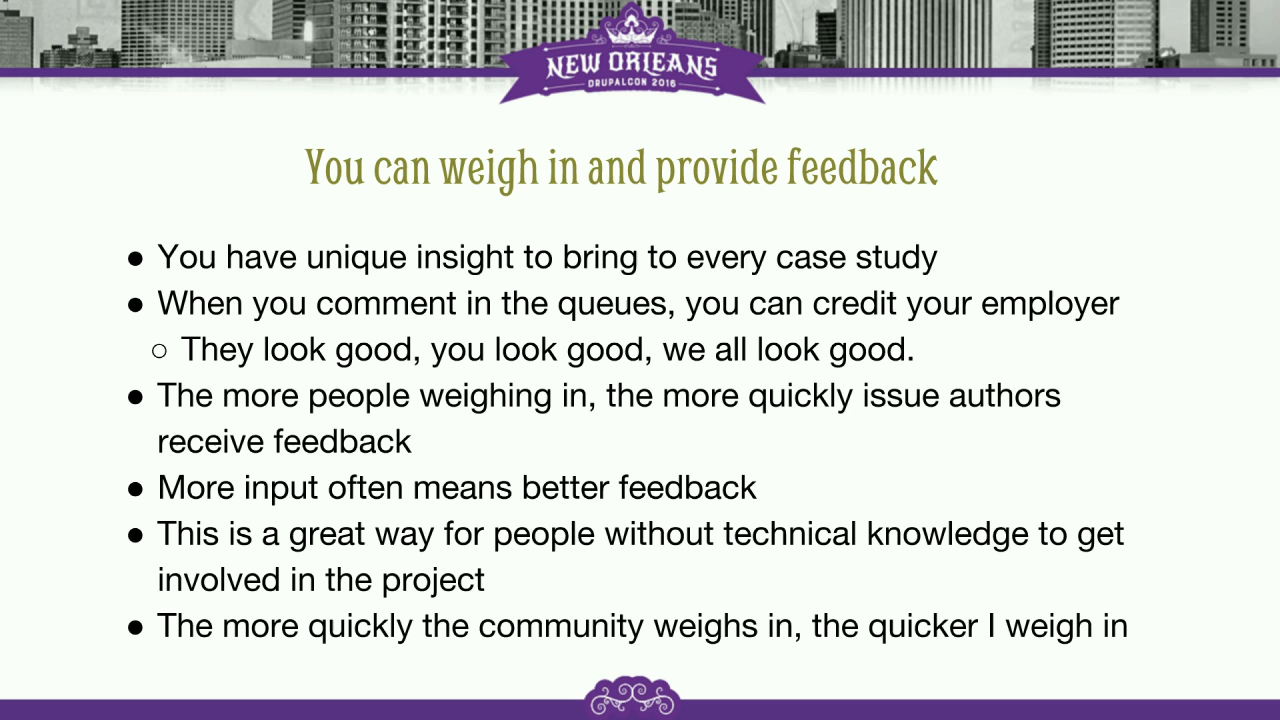 NEW ORLEANS
DRUPALCON 2016
You can weigh in and provide feedback
● You have unique insight to bring to every case study
● When you comment in the queues, you can credit your employer
○ They look good, you look good, we all look good.
● The more people weighing in, the more quickly issue authors
receive feedback
● More input often means better feedback
● This is a great way for people without technical knowledge to get
involved in the project
● The more quickly the community weighs in, the quicker I weigh in